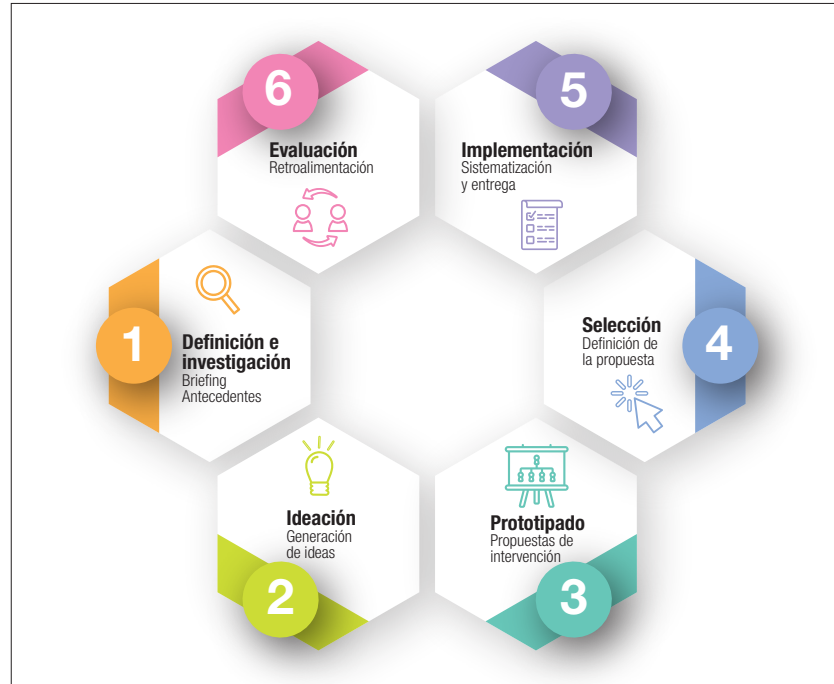 1
Definición e
investigación
Briefing
Antecedentes
2
Ideación
Generación
de ideas
3
Prototipado
Propuestas de
intervención
4
Selección
Definición de
la propuesta
5
Implementación
Sistematización
y entrega
6
Evaluación
Retroalimentación